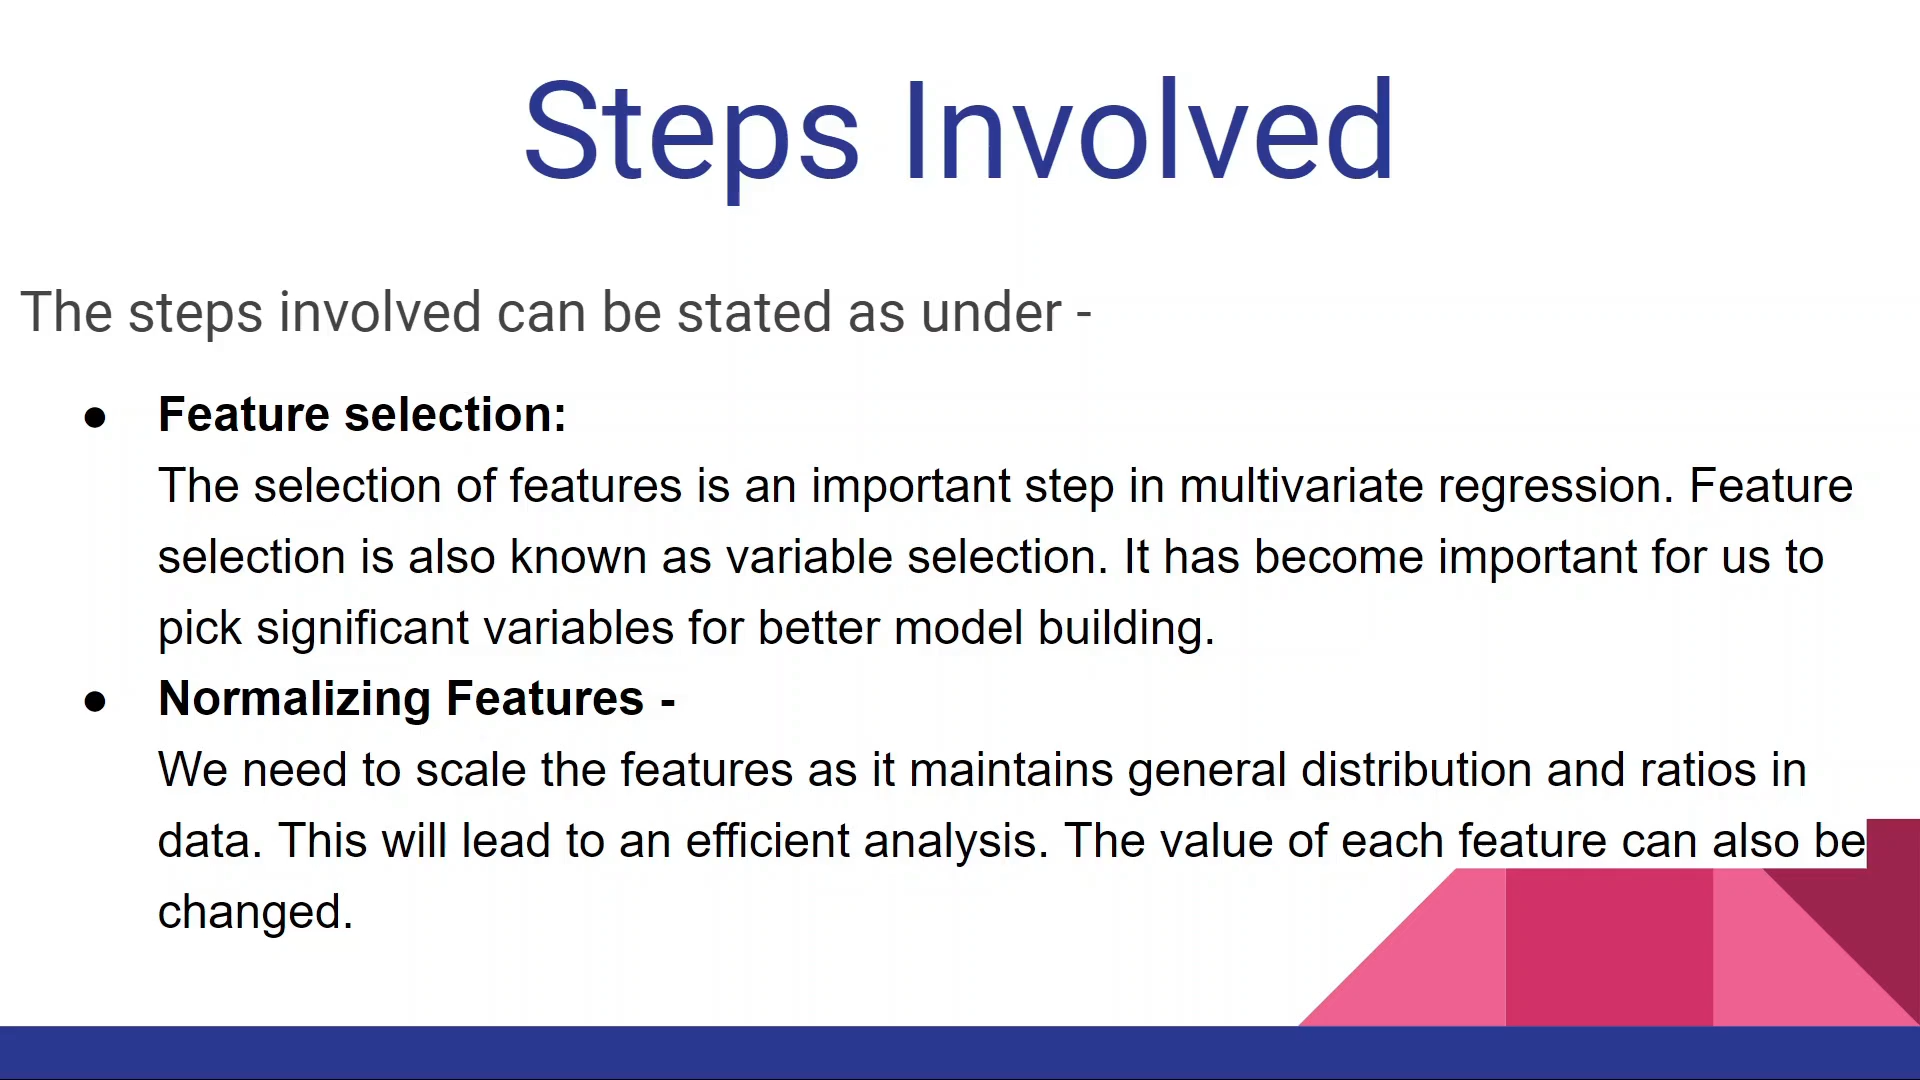 Steps Involved
The steps involved can be stated as under -
● Feature selection:
The selection of features is an important step in multivariate regression. Feature
selection is also known as variable selection. It has become important for us to
pick significant variables for better model building.
● Normalizing Features -
We need to scale the features as it maintains general distribution and ratios in
data. This will lead to an efficient analysis. The value of each feature can also be
changed.